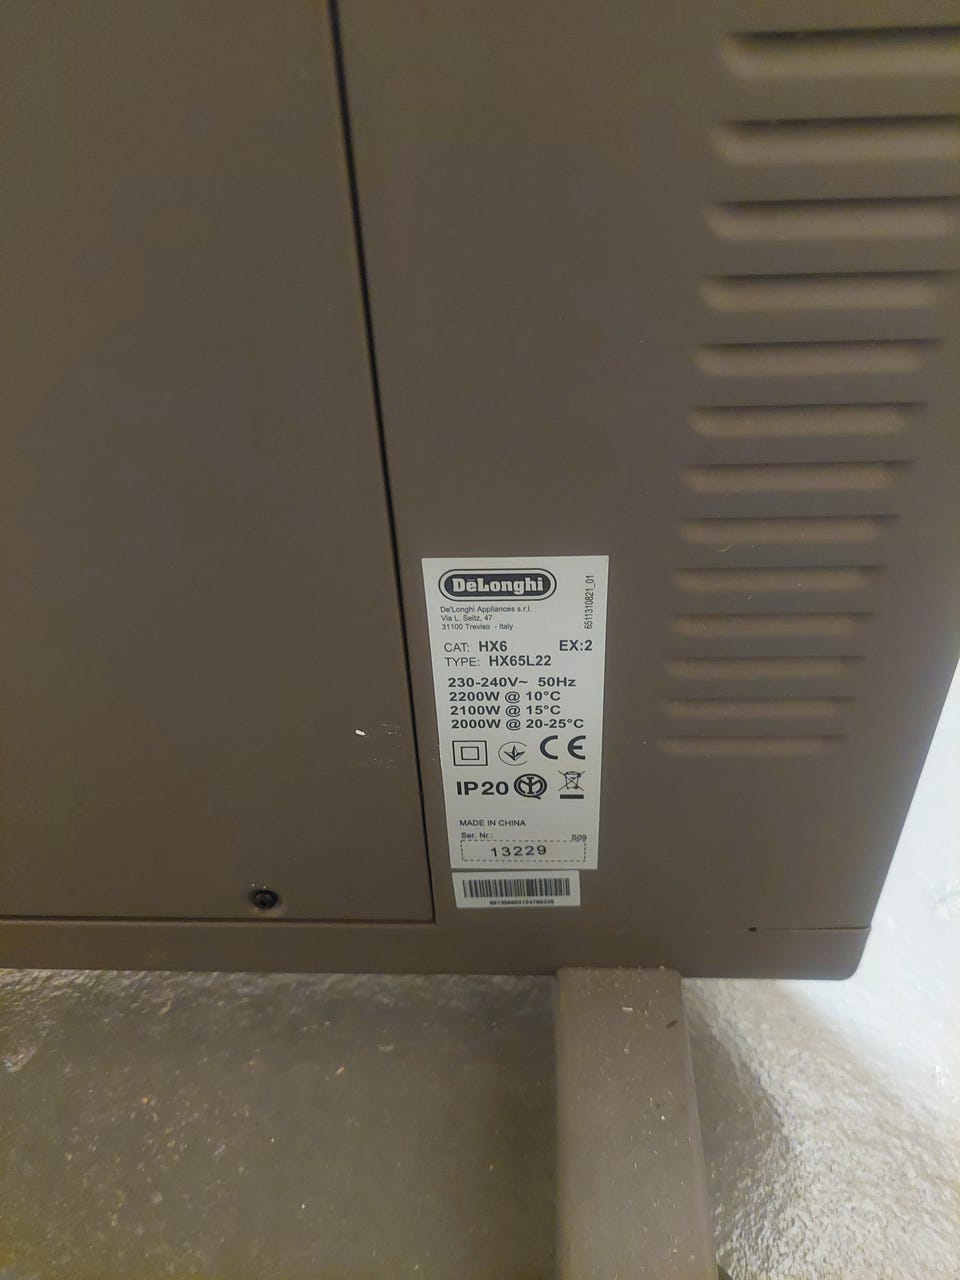 DeLonghi
De'Longhi Appliances s.r.l.
Via L. Seitz, 47
31100 Treviso - Italy
6511310821_01
CAT: HX6 EX:2
TYPE: HX65L22
230-240V~ 50Hz
2200W @ 10°C
2100W @ 15°C
2000W @ 20-25°C
CE
IP20
MADE IN CHINA
Ser. Nr.: S09
13229